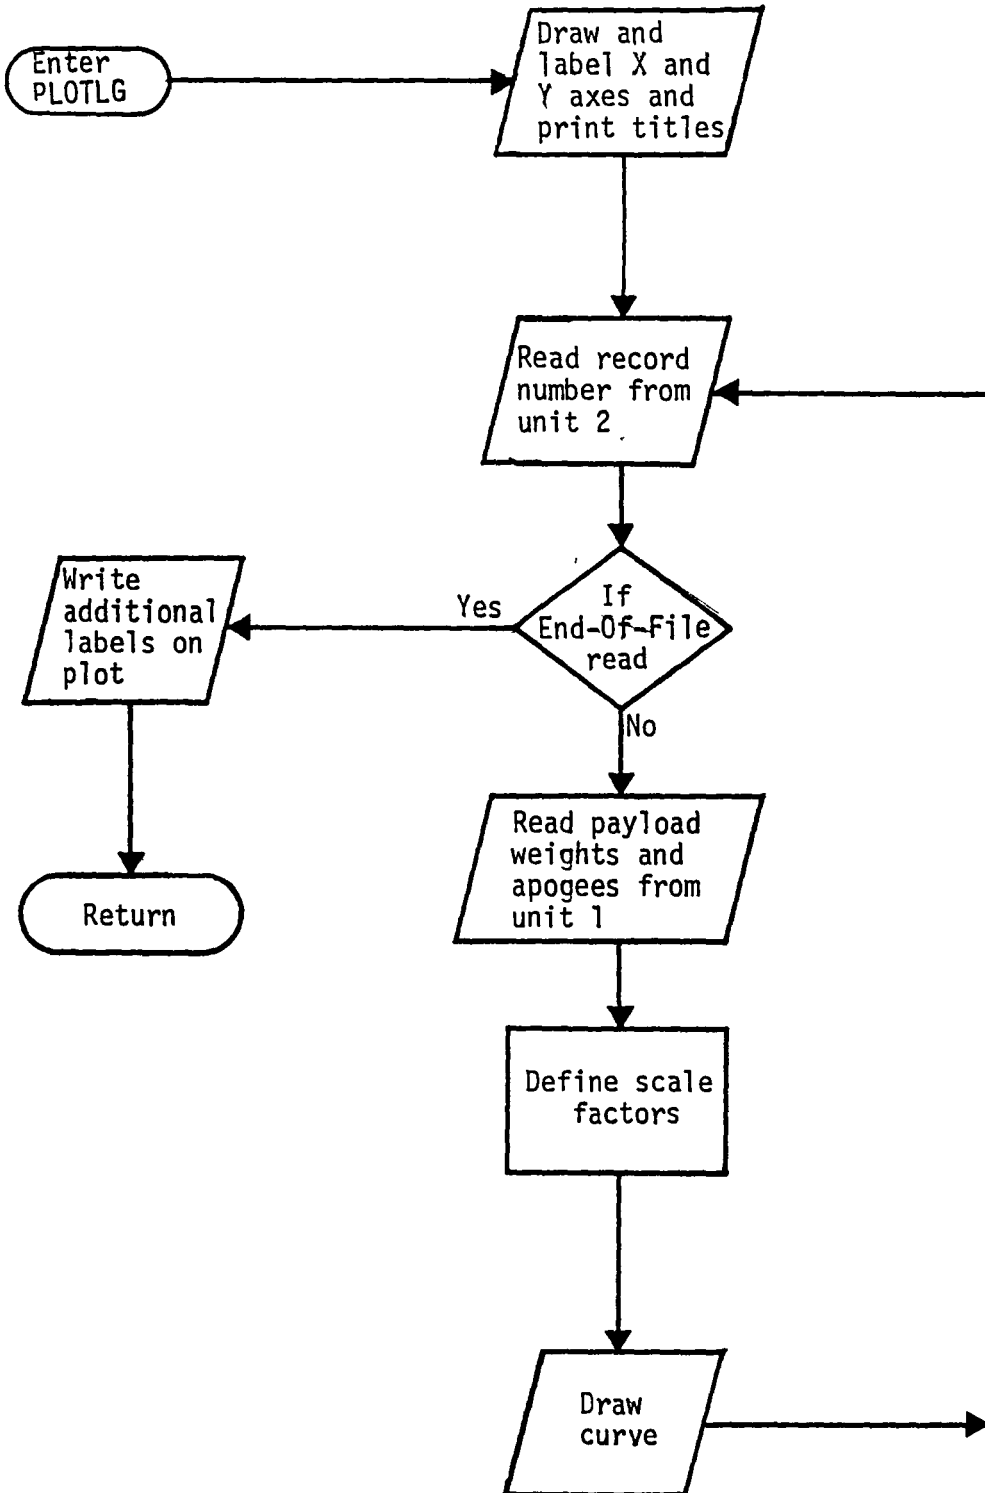 Enter
PLOTLG
Draw and
label X and
Y axes and
print titles
Read record
number from
unit 2
If
End-Of-File
read
Yes
No
Write
additional
labels on
plot
Return
Read payload
weights and
apogees from
unit 1
Define scale
factors
Draw
curve